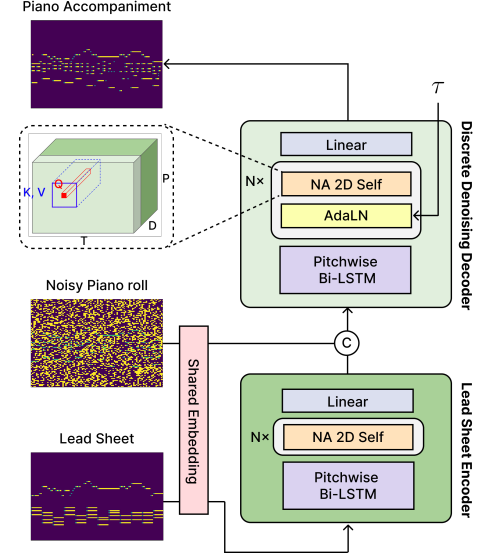 Piano Accompaniment
τ
Linear
N×
NA 2D Self
AdaLN
Pitchwise
Bi-LSTM
Discrete Denoising Decoder
Q
K, V
P
D
T
Noisy Piano roll
C
Shared Embedding
Lead Sheet
Linear
N×
NA 2D Self
Pitchwise
Bi-LSTM
Lead Sheet Encoder